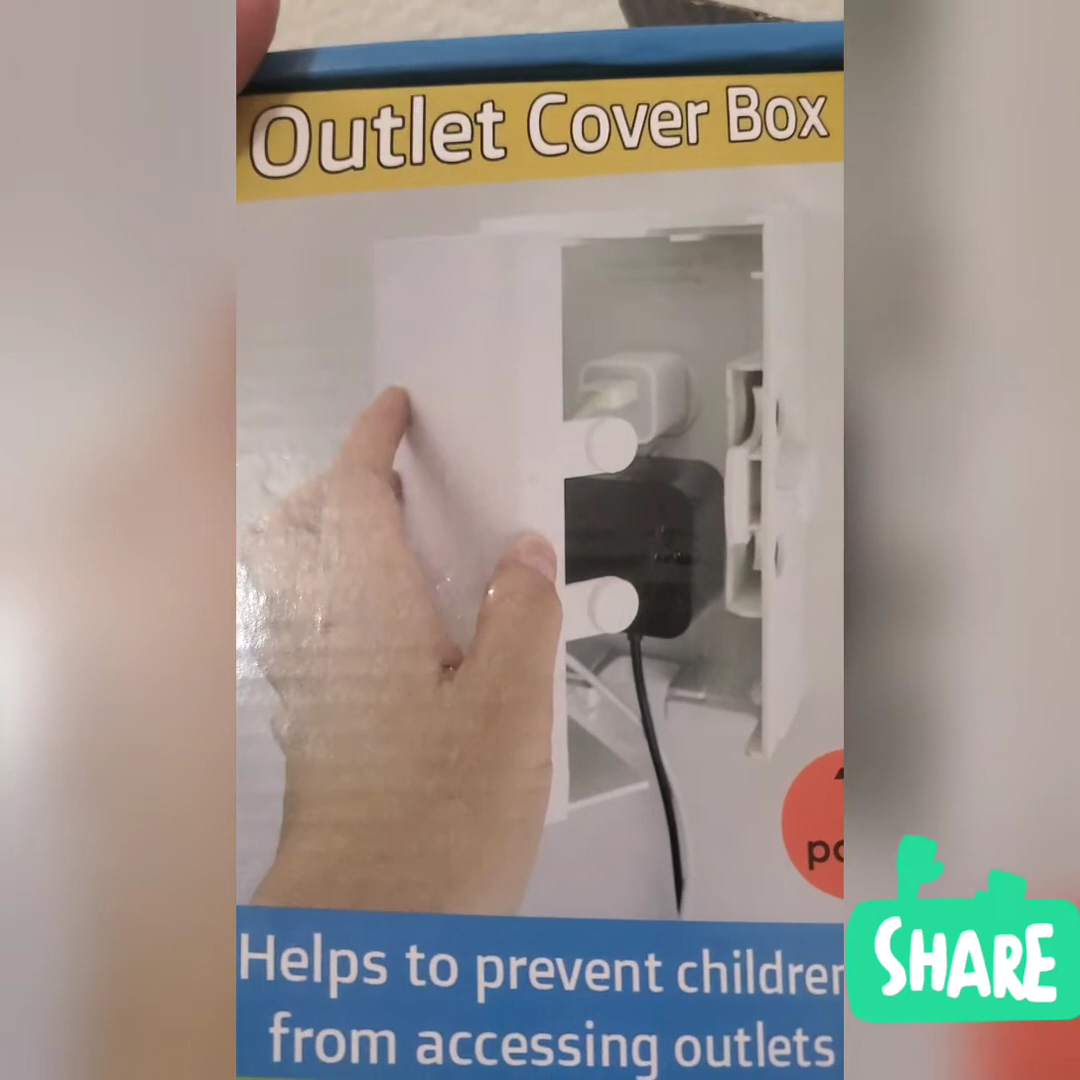 Outlet Cover Box
Helps to prevent children
from accessing outlets
SHARE